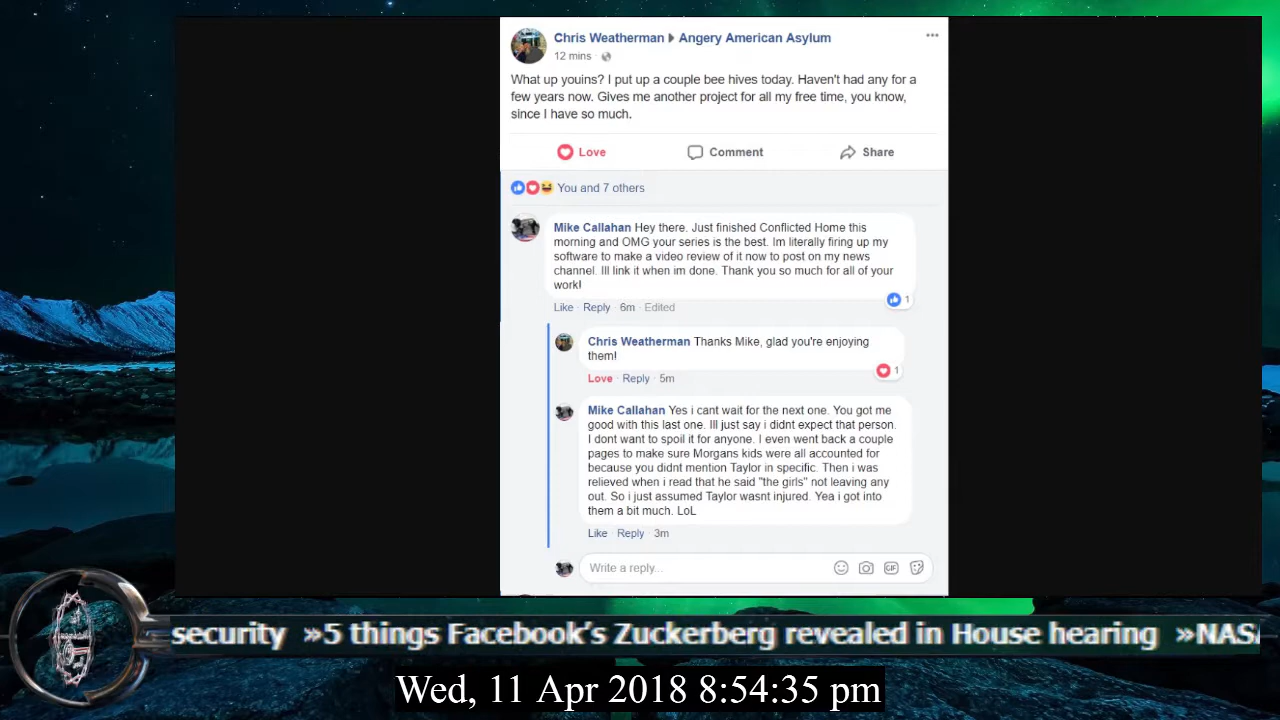 Chris Weatherman Angery American Asylum
12 mins ·
What up youins? I put up a couple bee hives today. Haven't had any for a
few years now. Gives me another project for all my free time, you know,
since I have so much.
Love Comment Share
You and 7 others
Mike Callahan Hey there. Just finished Conflicted Home this
morning and OMG your series is the best. Im literally firing up my
software to make a video review of it now to post on my news
channel. Ill link it when im done. Thank you so much for all of your
work!
1
Like · Reply · 6m · Edited
Chris Weatherman Thanks Mike, glad you're enjoying
them!
1
Love · Reply · 5m
Mike Callahan Yes i cant wait for the next one. You got me
good with this last one. Ill just say i didnt expect that person.
I dont want to spoil it for anyone. I even went back a couple
pages to make sure Morgans kids were all accounted for
because you didnt mention Taylor in specific. Then i was
relieved when i read that he said "the girls" not leaving any
out. So i just assumed Taylor wasnt injured. Yea i got into
them a bit much. LoL
Like · Reply · 3m
Write a reply...
GIF
security »5 things Facebook's Zuckerberg revealed in House hearing »NAS
Wed, 11 Apr 2018 8:54:35 pm